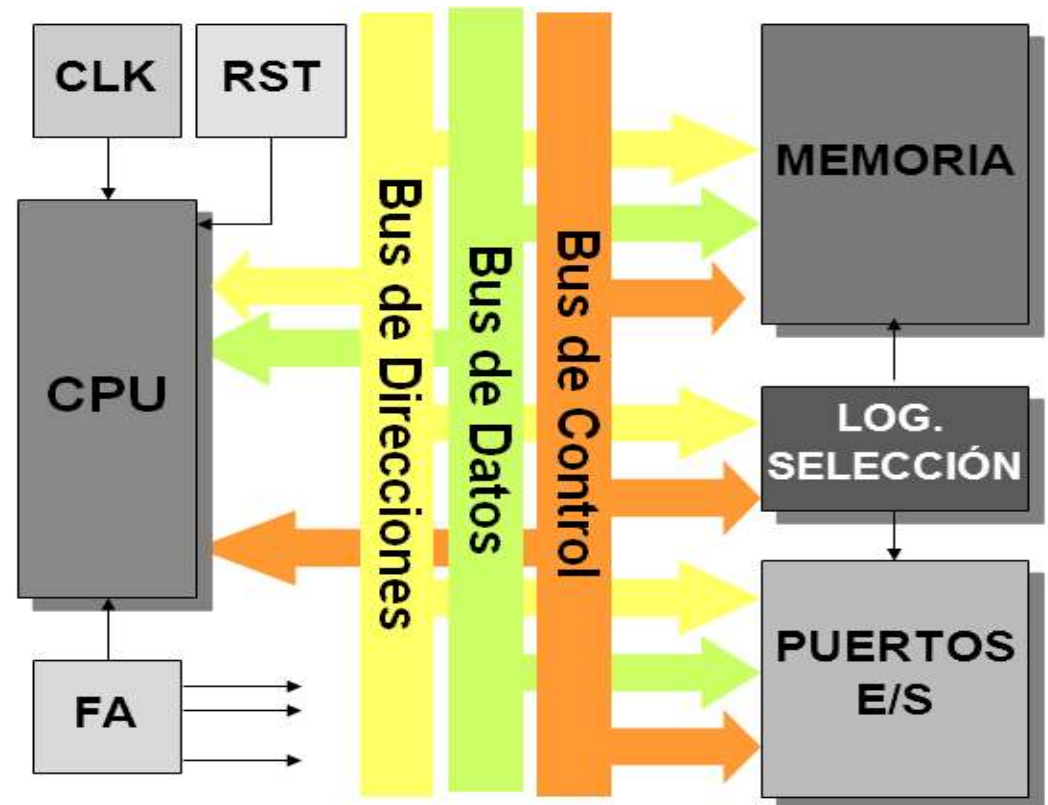 CLK
RST
CPU
FA
Bus de Direcciones
Bus de Datos
Bus de Control
MEMORIA
LOG.
SELECCIÓN
PUERTOS
E/S